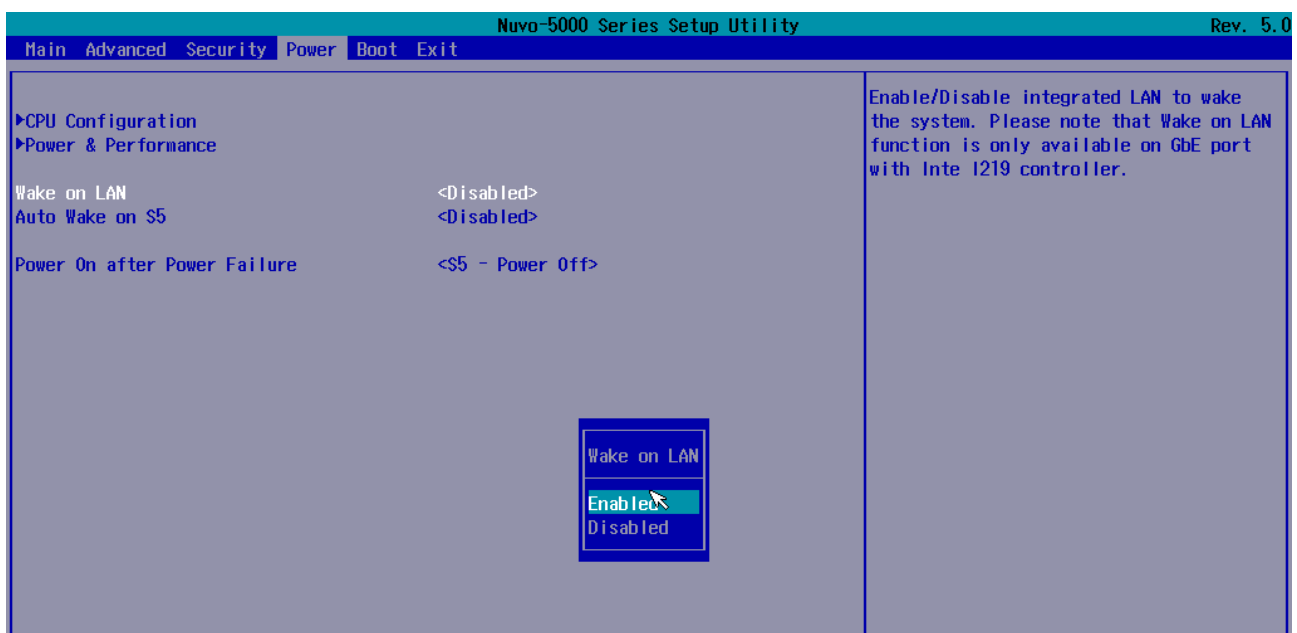 Nuvo-5000 Series Setup Utility Rev. 5.0
Main Advanced Security Power Boot Exit
CPU Configuration
Power & Performance
Wake on LAN <Disabled>
Auto Wake on S5 <Disabled>
Power On after Power Failure <S5 - Power Off>
Enable/Disable integrated LAN to wake
the system. Please note that Wake on LAN
function is only available on GbE port
with Inte I219 controller.
Wake on LAN
Enabled
Disabled